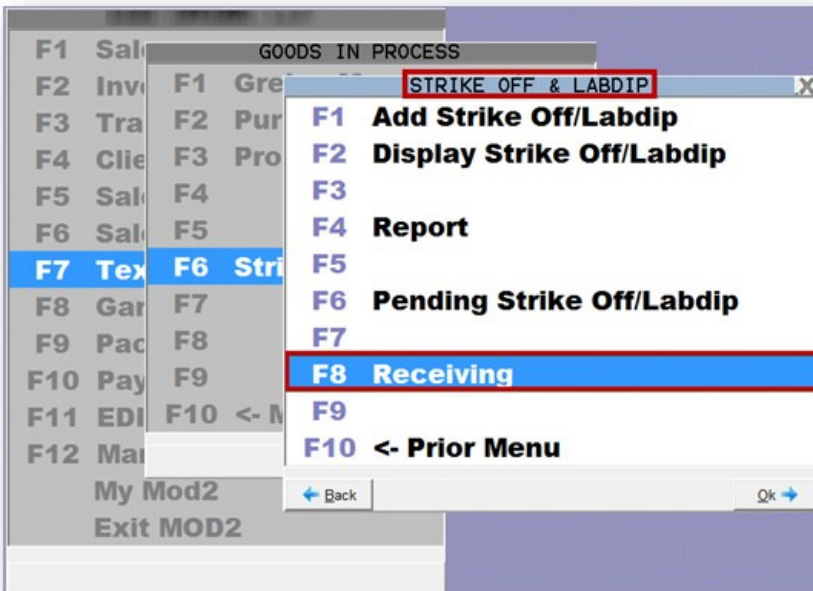 F1 Sal
F2 Inv
F3 Tra
F4 Clie
F5 Sal
F6 Sal
F7 Tex
F8 Gar
F9 Pac
F10 Pay
F11 EDI
F12 Ma
My Mod2
Exit MOD2
GOODS IN PROCESS
F1 Gre
F2 Pur
F3 Pro
F4
F5
F6 Stri
F7
F8
F9
F10 <- M
STRIKE OFF & LABDIP
F1 Add Strike Off/Labdip
F2 Display Strike Off/Labdip
F3
F4 Report
F5
F6 Pending Strike Off/Labdip
F7
F8 Receiving
F9
F10 <- Prior Menu
Back
Ok